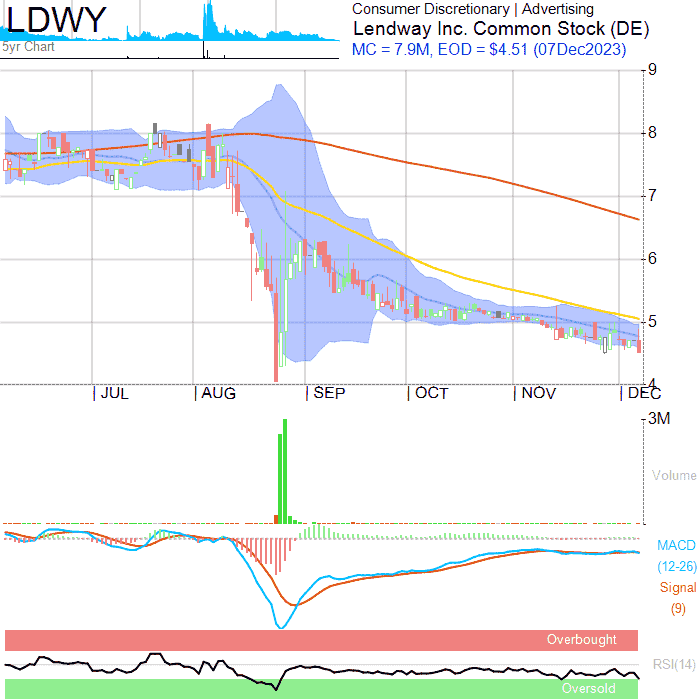 LDWY
5yr Chart
Consumer Discretionary | Advertising
Lendway Inc. Common Stock (DE)
MC = 7.9M, EOD = $4.51 (07Dec2023)
9
8
7
6
5
4
JUL AUG SEP OCT NOV DEC
3M
Volume
MACD
(12-26)
Signal
(9)
Overbought
RSI(14)
Oversold